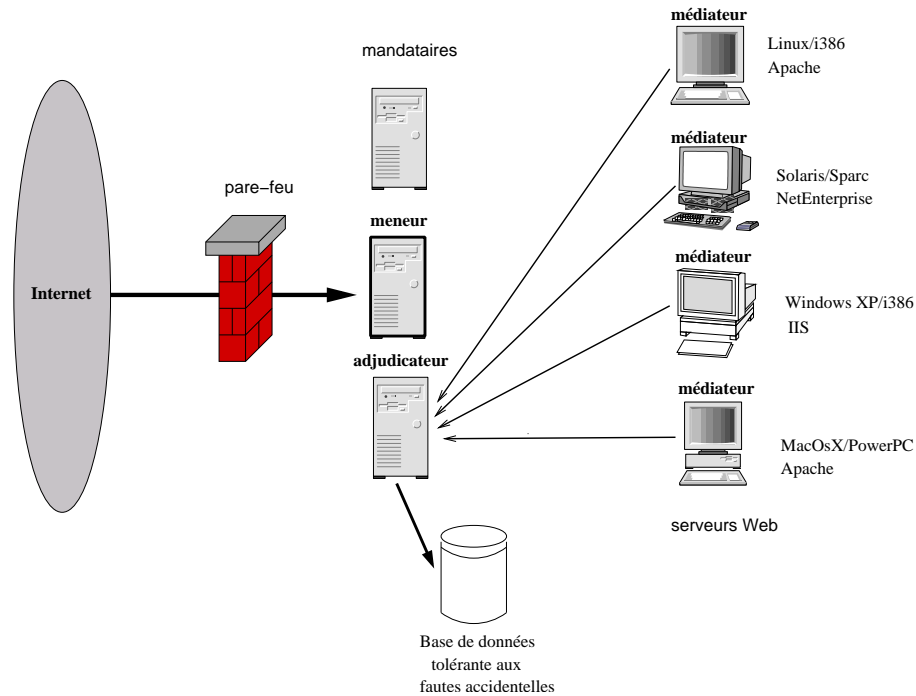 médiateur
Linux/i386
Apache
mandataires
médiateur
Solaris/Sparc
NetEnterprise
pare–feu
meneur
médiateur
Internet
Windows XP/i386
IIS
adjudicateur
médiateur
MacOsX/PowerPC
Apache
serveurs Web
Base de données
tolérante aux
fautes accidentelles